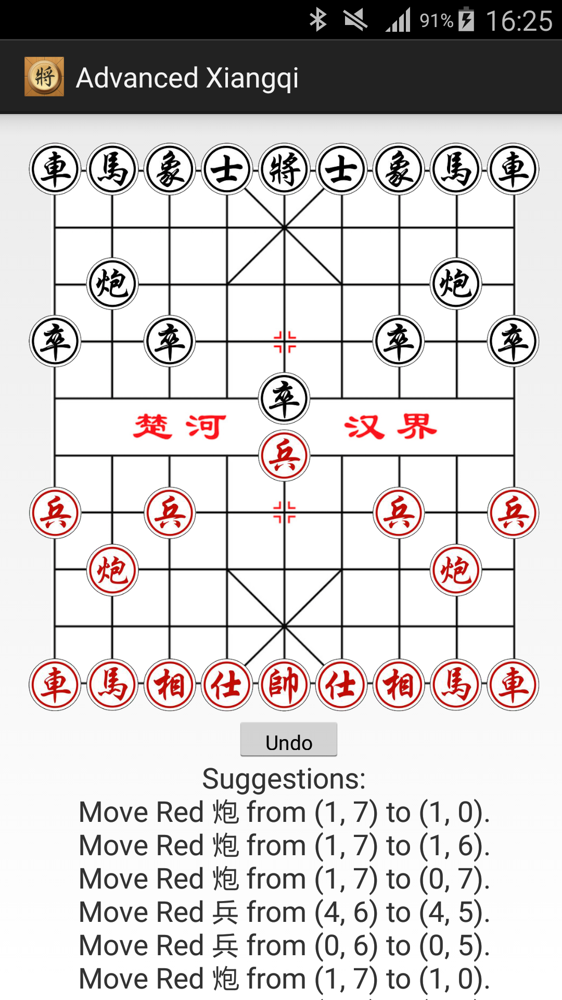 91% 16:25
將 Advanced Xiangqi
車馬象士將士象馬車
炮炮
卒卒卒卒
卒
楚河 汉界
兵
兵兵兵兵
炮炮
車馬相仕帥仕相馬車
Undo
Suggestions:
Move Red 炮 from (1, 7) to (1, 0).
Move Red 炮 from (1, 7) to (1, 6).
Move Red 炮 from (1, 7) to (0, 7).
Move Red 兵 from (4, 6) to (4, 5).
Move Red 兵 from (0, 6) to (0, 5).
Move Red 炮 from (1, 7) to (1, 0).